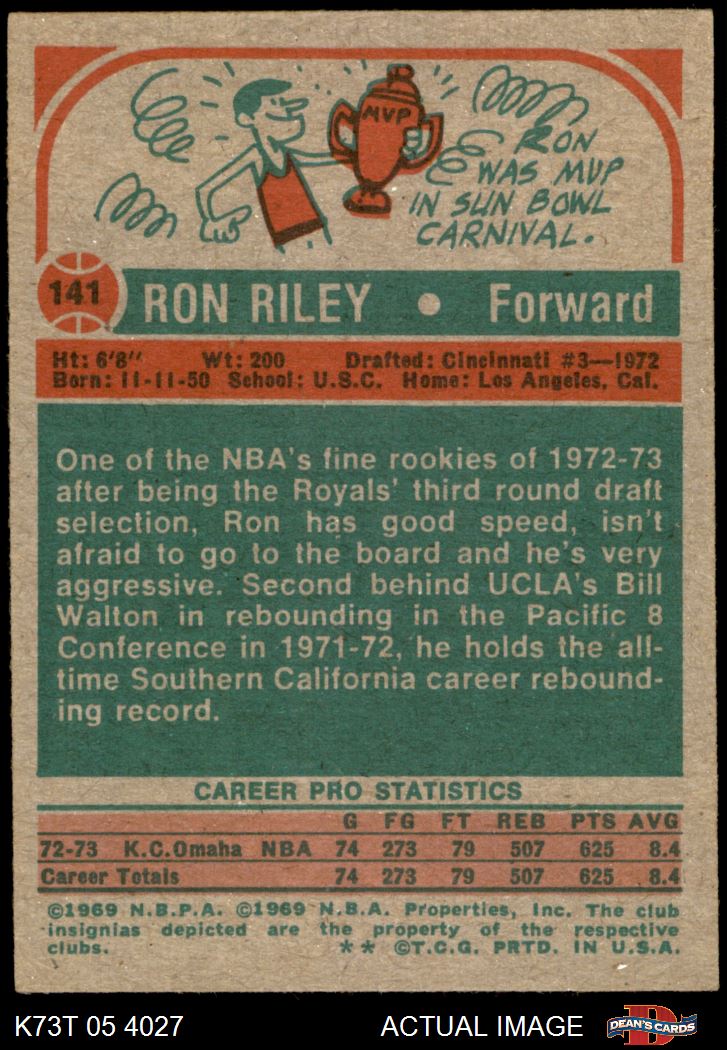 MVP
RON
WAS MVP
IN SUN BOWL
CARNIVAL.
141 RON RILEY • Forward
Ht: 6'8" Wt: 200 Drafted: Cincinnati #3—1972
Born: 11-11-50 School: U.S.C. Home: Los Angeles, Cal.
One of the NBA's fine rookies of 1972-73
after being the Royals' third round draft
selection, Ron has good speed, isn't
afraid to go to the board and he's very
aggressive. Second behind UCLA's Bill
Walton in rebounding in the Pacific 8
Conference in 1971-72, he holds the all-
time Southern California career rebound-
ing record.
CAREER PRO STATISTICS
G FG FT REB PTS AVG
72-73 K.C.Omaha NBA 74 273 79 507 625 8.4
Career Totals 74 273 79 507 625 8.4
©1969 N.B.P.A. ©1969 N.B.A. Properties, Inc. The club
insignias depicted are the property of the respective
clubs. ** ©T.C.G. PRTD. IN U.S.A.
K73T 05 4027 ACTUAL IMAGE DEAN'S CARDS